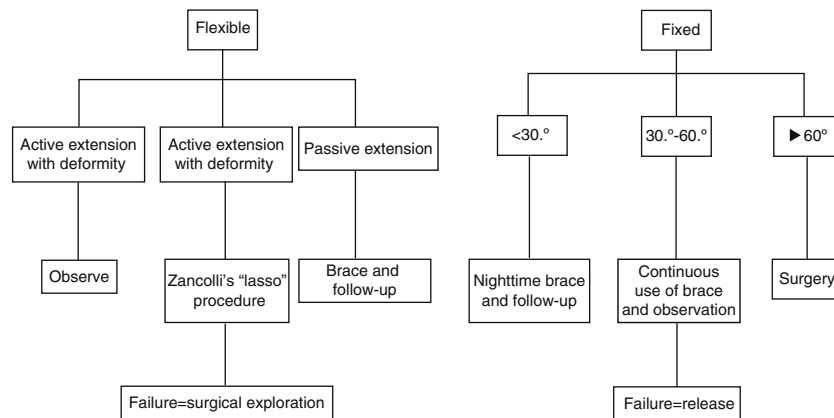 Flexible
Active extension
with deformity
Active extension
with deformity
Passive extension
Observe
Zancolli's “lasso”
procedure
Brace and
follow-up
Failure=surgical exploration
Fixed
<30.º
30.º-60.º
▶60º
Nighttime brace
and follow-up
Continuous
use of brace
and observation
Surgery
Failure=release